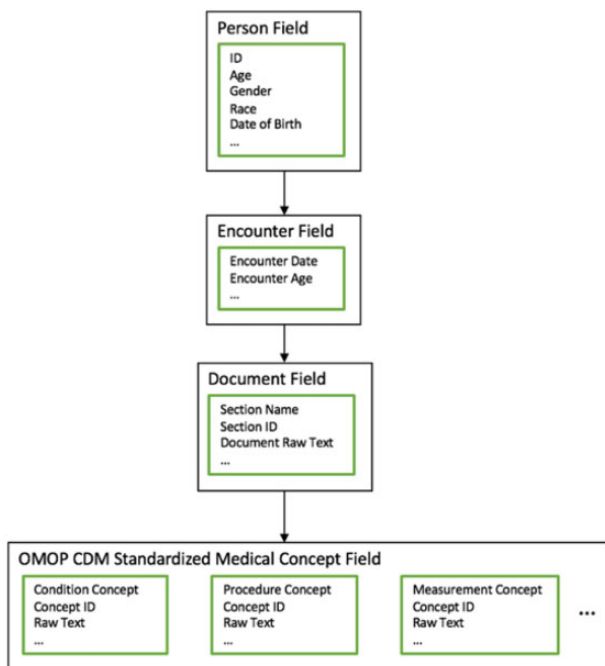 Person Field
ID
Age
Gender
Race
Date of Birth
...
Encounter Field
Encounter Date
Encounter Age
...
Document Field
Section Name
Section ID
Document Raw Text
...
OMOP CDM Standardized Medical Concept Field
Condition Concept
Concept ID
Raw Text
...
Procedure Concept
Concept ID
Raw Text
...
Measurement Concept
Concept ID
Raw Text
...
...